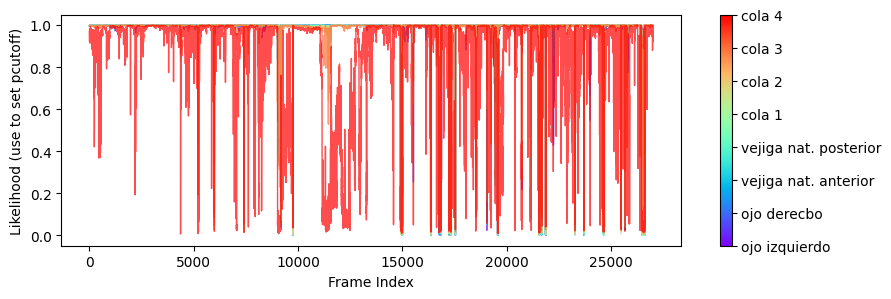 Likelihood (use to set pcutoff)
1.0
0.8
0.6
0.4
0.2
0.0
0
5000
10000
15000
20000
25000
Frame Index
cola 4
cola 3
cola 2
cola 1
vejiga nat. posterior
vejiga nat. anterior
ojo derecbo
ojo izquierdo